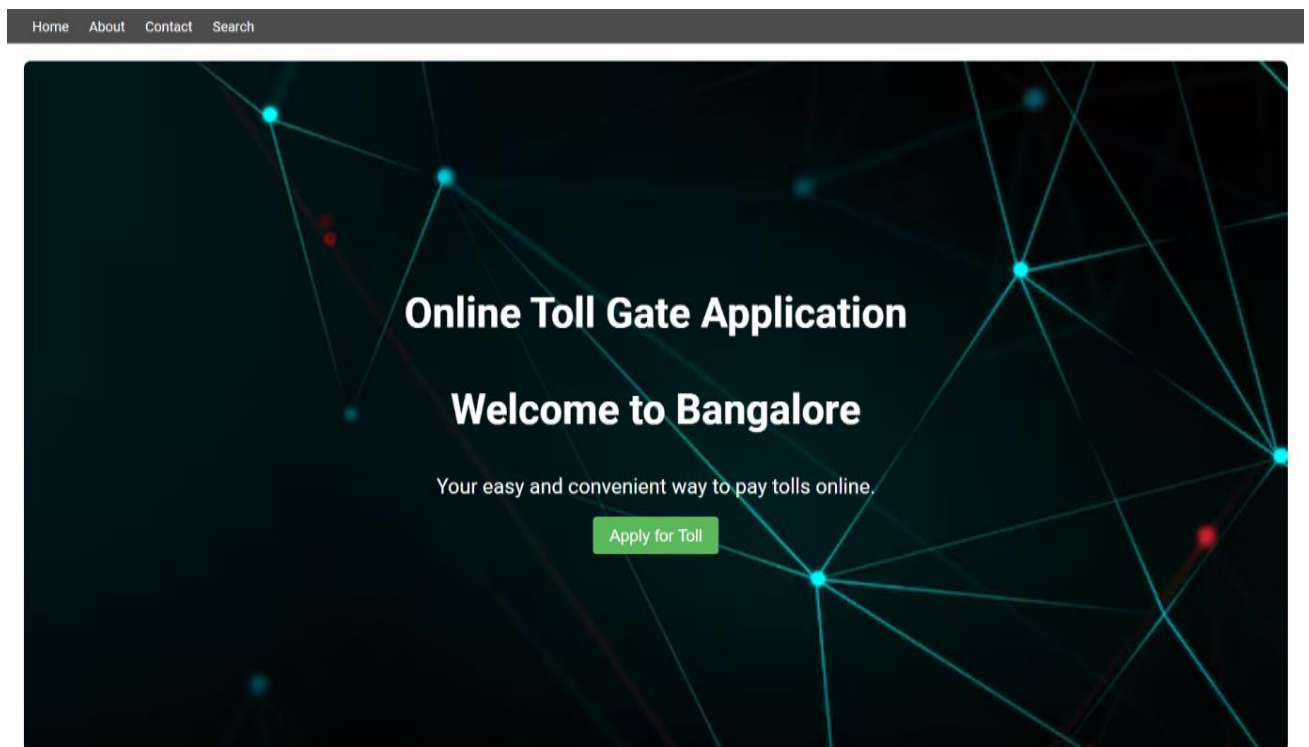 Home About Contact Search
Online Toll Gate Application
Welcome to Bangalore
Your easy and convenient way to pay tolls online.
Apply for Toll